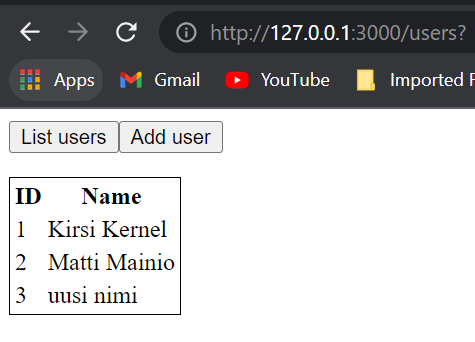 http://127.0.0.1:3000/users?
Apps Gmail YouTube Imported F
List users Add user
ID Name
1 Kirsi Kernel
2 Matti Mainio
3 uusi nimi